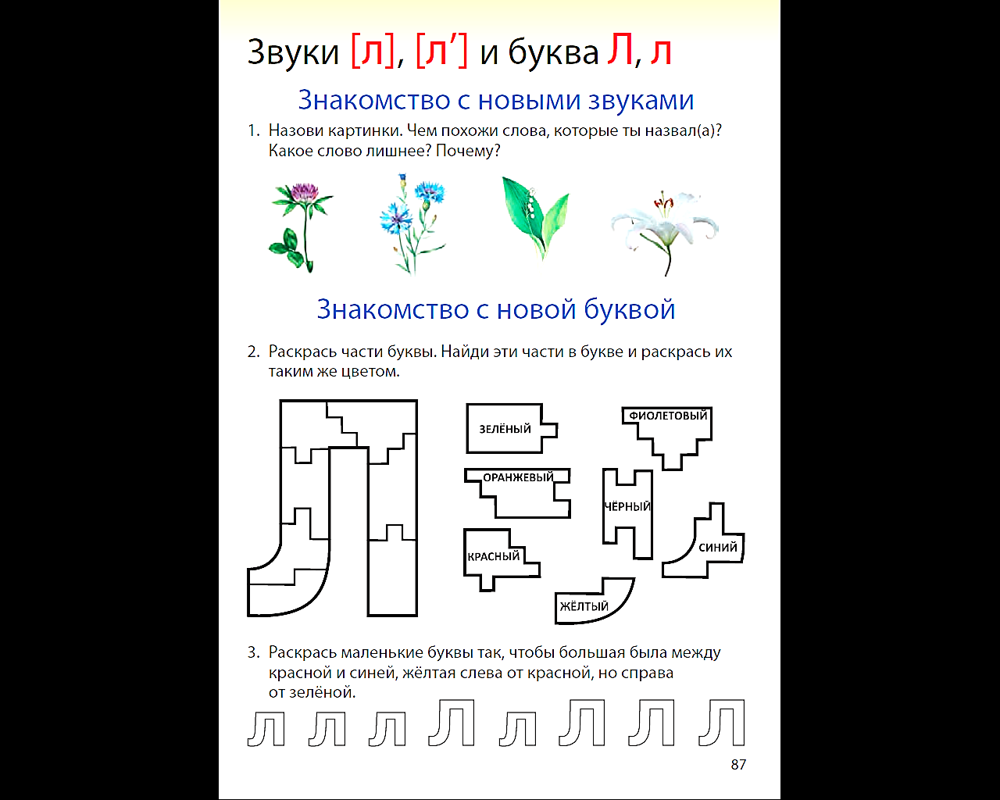 Звуки [л], [л’] и буква Л, л
Знакомство с новыми звуками
1. Назови картинки. Чем похожи слова, которые ты назвал(а)?
Какое слово лишнее? Почему?
Знакомство с новой буквой
2. Раскрась части буквы. Найди эти части в букве и раскрась их
таким же цветом.
ЗЕЛЁНЫЙ
ФИОЛЕТОВЫЙ
ОРАНЖЕВЫЙ
ЧЁРНЫЙ
КРАСНЫЙ
СИНИЙ
ЖЁЛТЫЙ
3. Раскрась маленькие буквы так, чтобы большая была между
красной и синей, жёлтая слева от красной, но справа
от зелёной.
л л л Л л Л Л Л
87